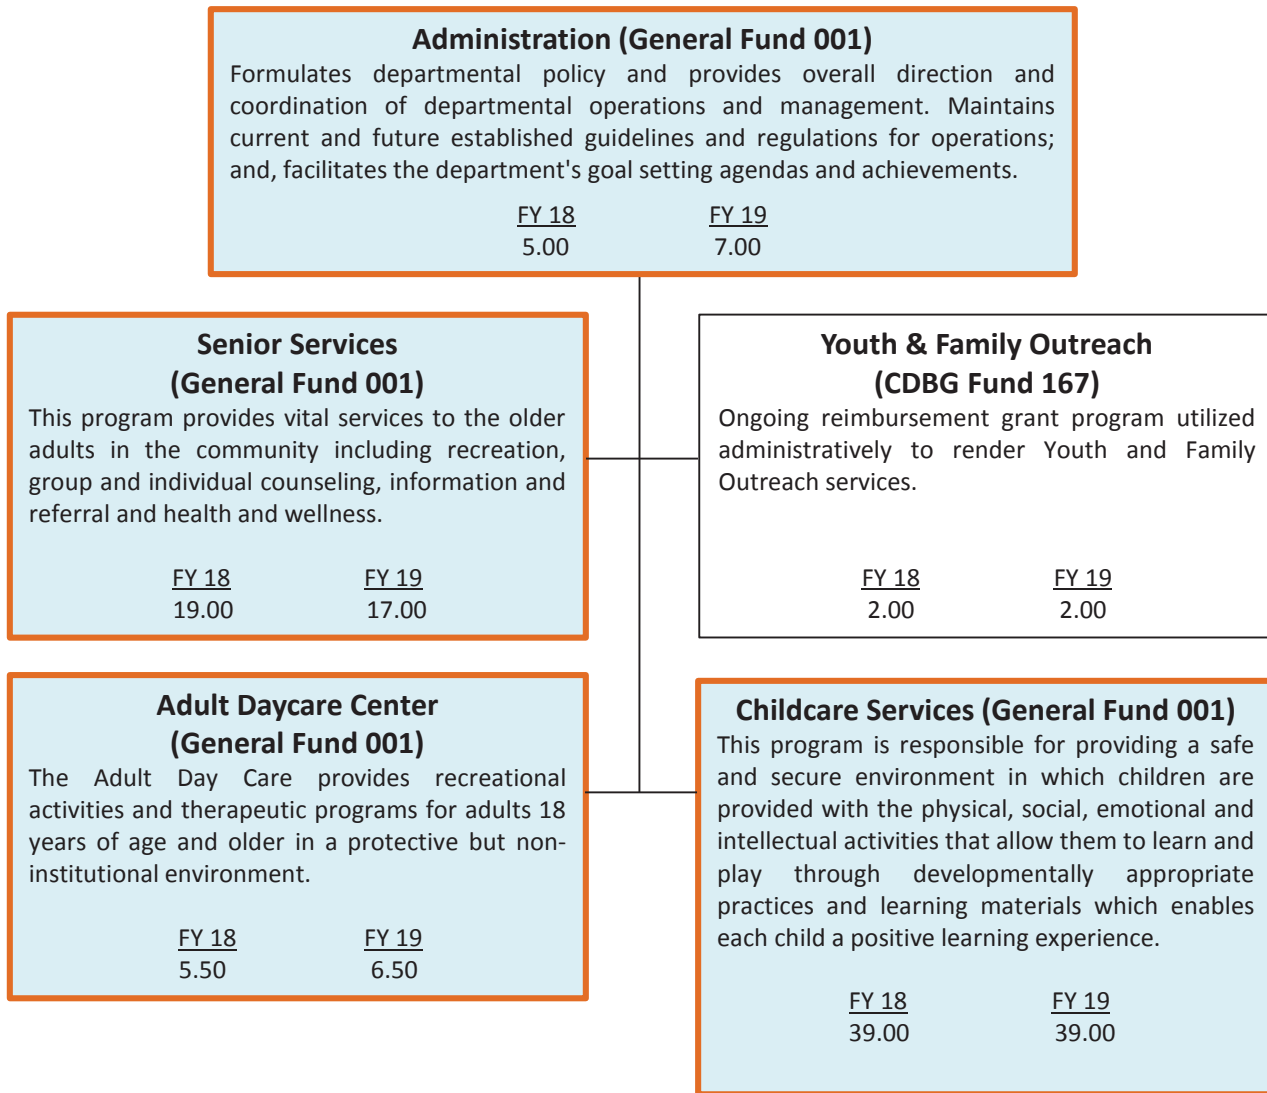 Administration (General Fund 001)
Formulates departmental policy and provides overall direction and
coordination of departmental operations and management. Maintains
current and future established guidelines and regulations for operations;
and, facilitates the department's goal setting agendas and achievements.
FY 18 FY 19
5.00 7.00
Senior Services
(General Fund 001)
This program provides vital services to the older
adults in the community including recreation,
group and individual counseling, information and
referral and health and wellness.
FY 18 FY 19
19.00 17.00
Youth & Family Outreach
(CDBG Fund 167)
Ongoing reimbursement grant program utilized
administratively to render Youth and Family
Outreach services.
FY 18 FY 19
2.00 2.00
Adult Daycare Center
(General Fund 001)
The Adult Day Care provides recreational
activities and therapeutic programs for adults 18
years of age and older in a protective but non-
institutional environment.
FY 18 FY 19
5.50 6.50
Childcare Services (General Fund 001)
This program is responsible for providing a safe
and secure environment in which children are
provided with the physical, social, emotional and
intellectual activities that allow them to learn and
play through developmentally appropriate
practices and learning materials which enables
each child a positive learning experience.
FY 18 FY 19
39.00 39.00